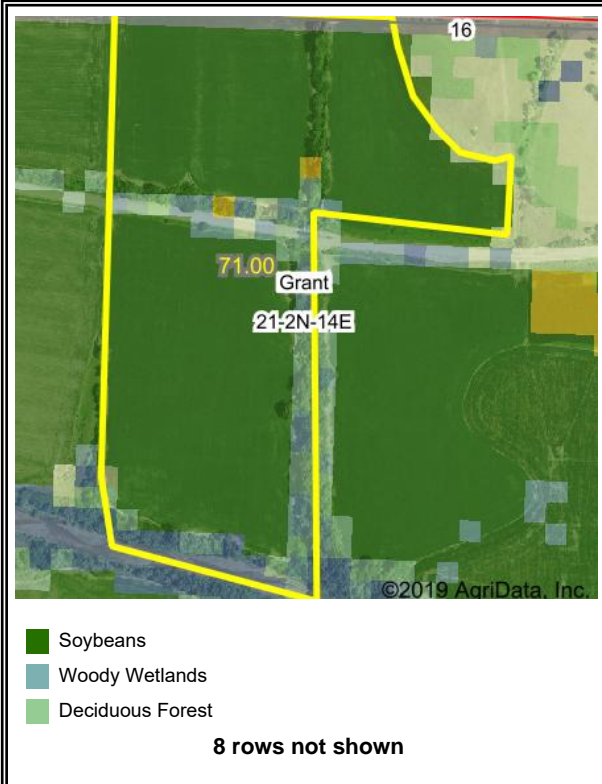 16
71.00
Grant
21-2N-14E
©2019 AgriData, Inc.
Soybeans
Woody Wetlands
Deciduous Forest
8 rows not shown